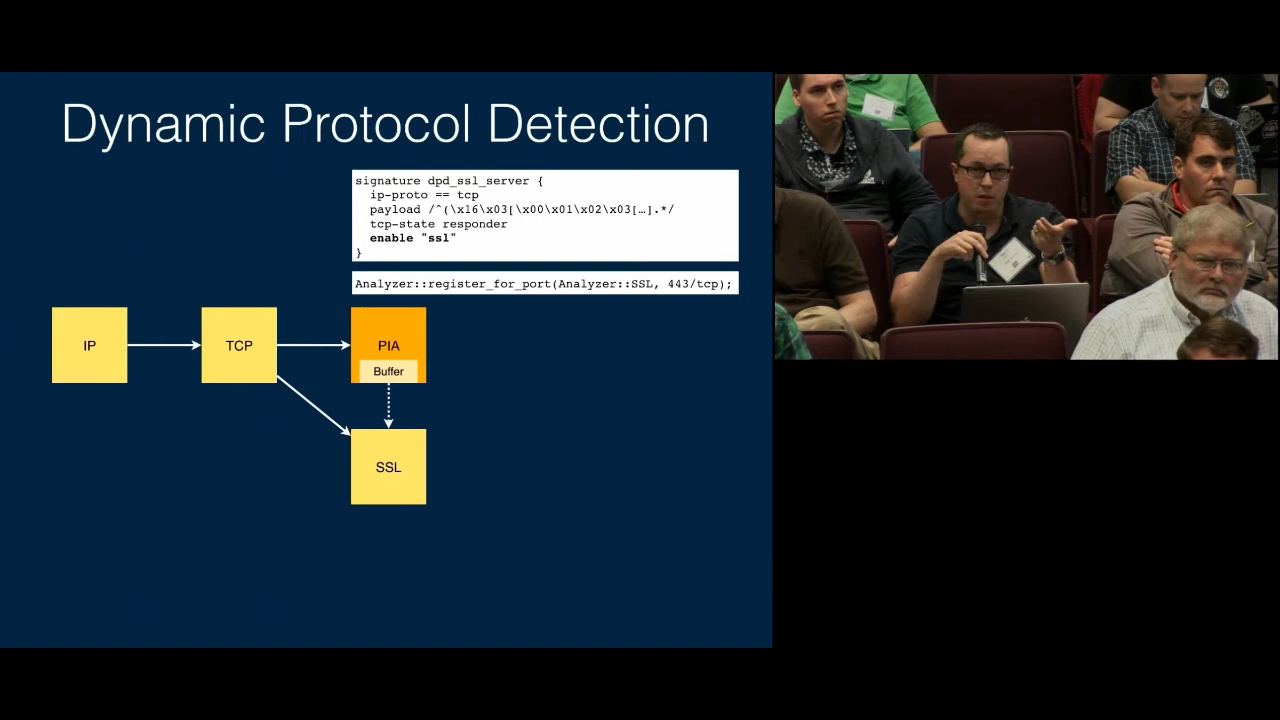 Dynamic Protocol Detection
signature dpd_ssl_server {
ip-proto == tcp
payload /^(\x16\x03[\x00\x01\x02\x03[…].*/
tcp-state responder
enable "ssl"
}
Analyzer::register_for_port(Analyzer::SSL, 443/tcp);
IP
TCP
PIA
Buffer
SSL